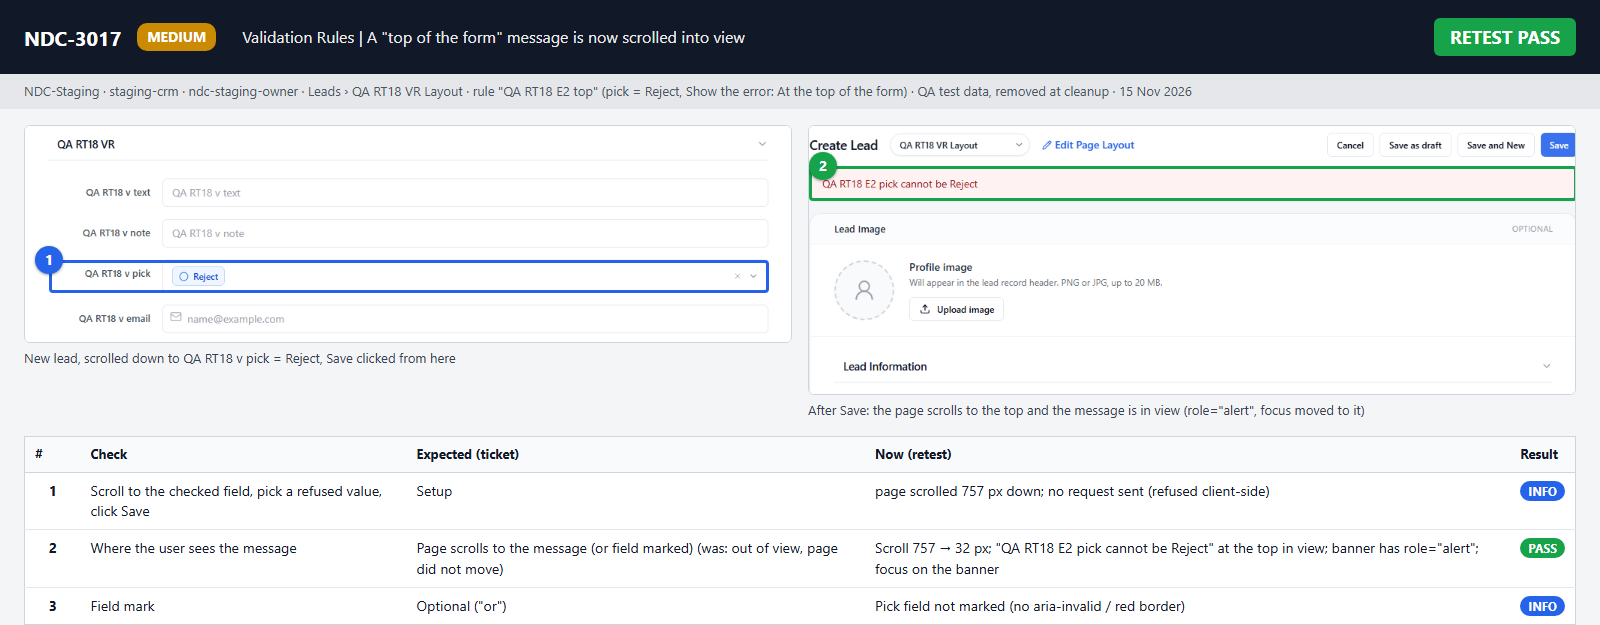 NDC-3017 MEDIUM Validation Rules | A "top of the form" message is now scrolled into view RETEST PASS
NDC-Staging · staging-crm · ndc-staging-owner · Leads › QA RT18 VR Layout · rule "QA RT18 E2 top" (pick = Reject, Show the error: At the top of the form) · QA test data, removed at cleanup · 15 Nov 2026
QA RT18 VR
QA RT18 v text QA RT18 v text
QA RT18 v note QA RT18 v note
1
QA RT18 v pick Reject
QA RT18 v email name@example.com
New lead, scrolled down to QA RT18 v pick = Reject, Save clicked from here
Create Lead QA RT18 VR Layout Edit Page Layout Cancel Save as draft Save and New Save
2
QA RT18 E2 pick cannot be Reject
Lead Image OPTIONAL
Profile image
Will appear in the lead record header. PNG or JPG, up to 20 MB.
Upload image
Lead Information
After Save: the page scrolls to the top and the message is in view (role="alert", focus moved to it)
# Check Expected (ticket) Now (retest) Result
1 Scroll to the checked field, pick a refused value, Setup page scrolled 757 px down; no request sent (refused client-side) INFO
click Save
2 Where the user sees the message Page scrolls to the message (or field marked) (was: out of view, page Scroll 757 → 32 px; "QA RT18 E2 pick cannot be Reject" at the top in view; banner has role="alert"; PASS
did not move) focus on the banner
3 Field mark Optional ("or") Pick field not marked (no aria-invalid / red border) INFO